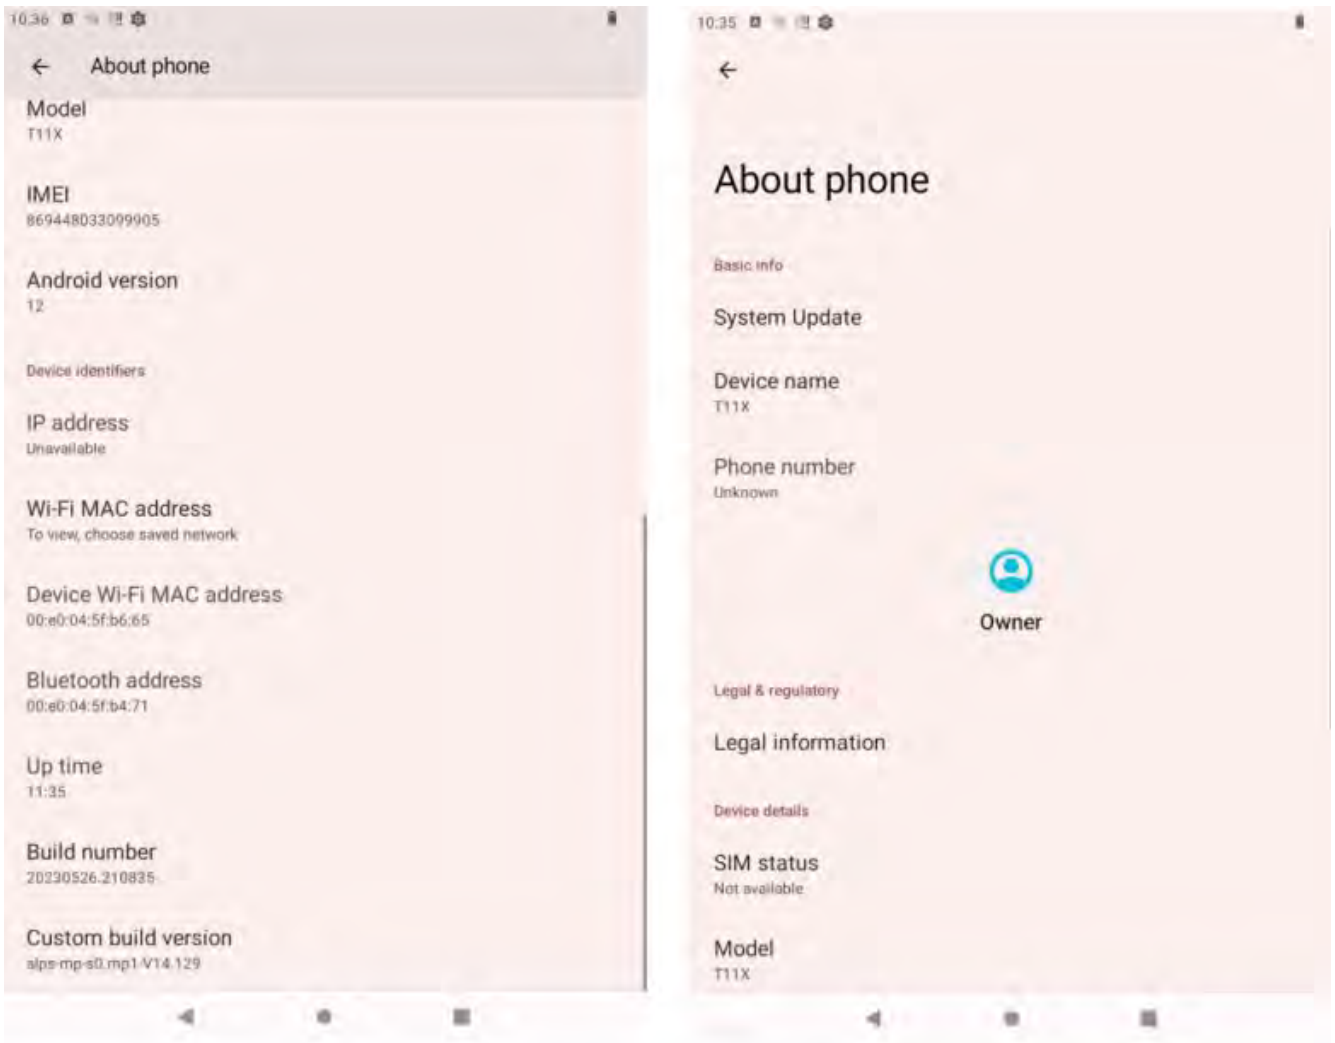 10:36
About phone
Model
T11X
IMEI
869448033099905
Android version
12
Device identifiers
IP address
Unavailable
Wi-Fi MAC address
To view, choose saved network
Device Wi-Fi MAC address
00:e0:04:5f:b6:65
Bluetooth address
00:e0:04:5f:b4:71
Up time
11:35
Build number
20230526.210835
Custom build version
alps-mp-s0.mp1-V14.129
10:35
About phone
Basic info
System Update
Device name
T11X
Phone number
Unknown
Owner
Legal & regulatory
Legal information
Device details
SIM status
Not available
Model
T11X